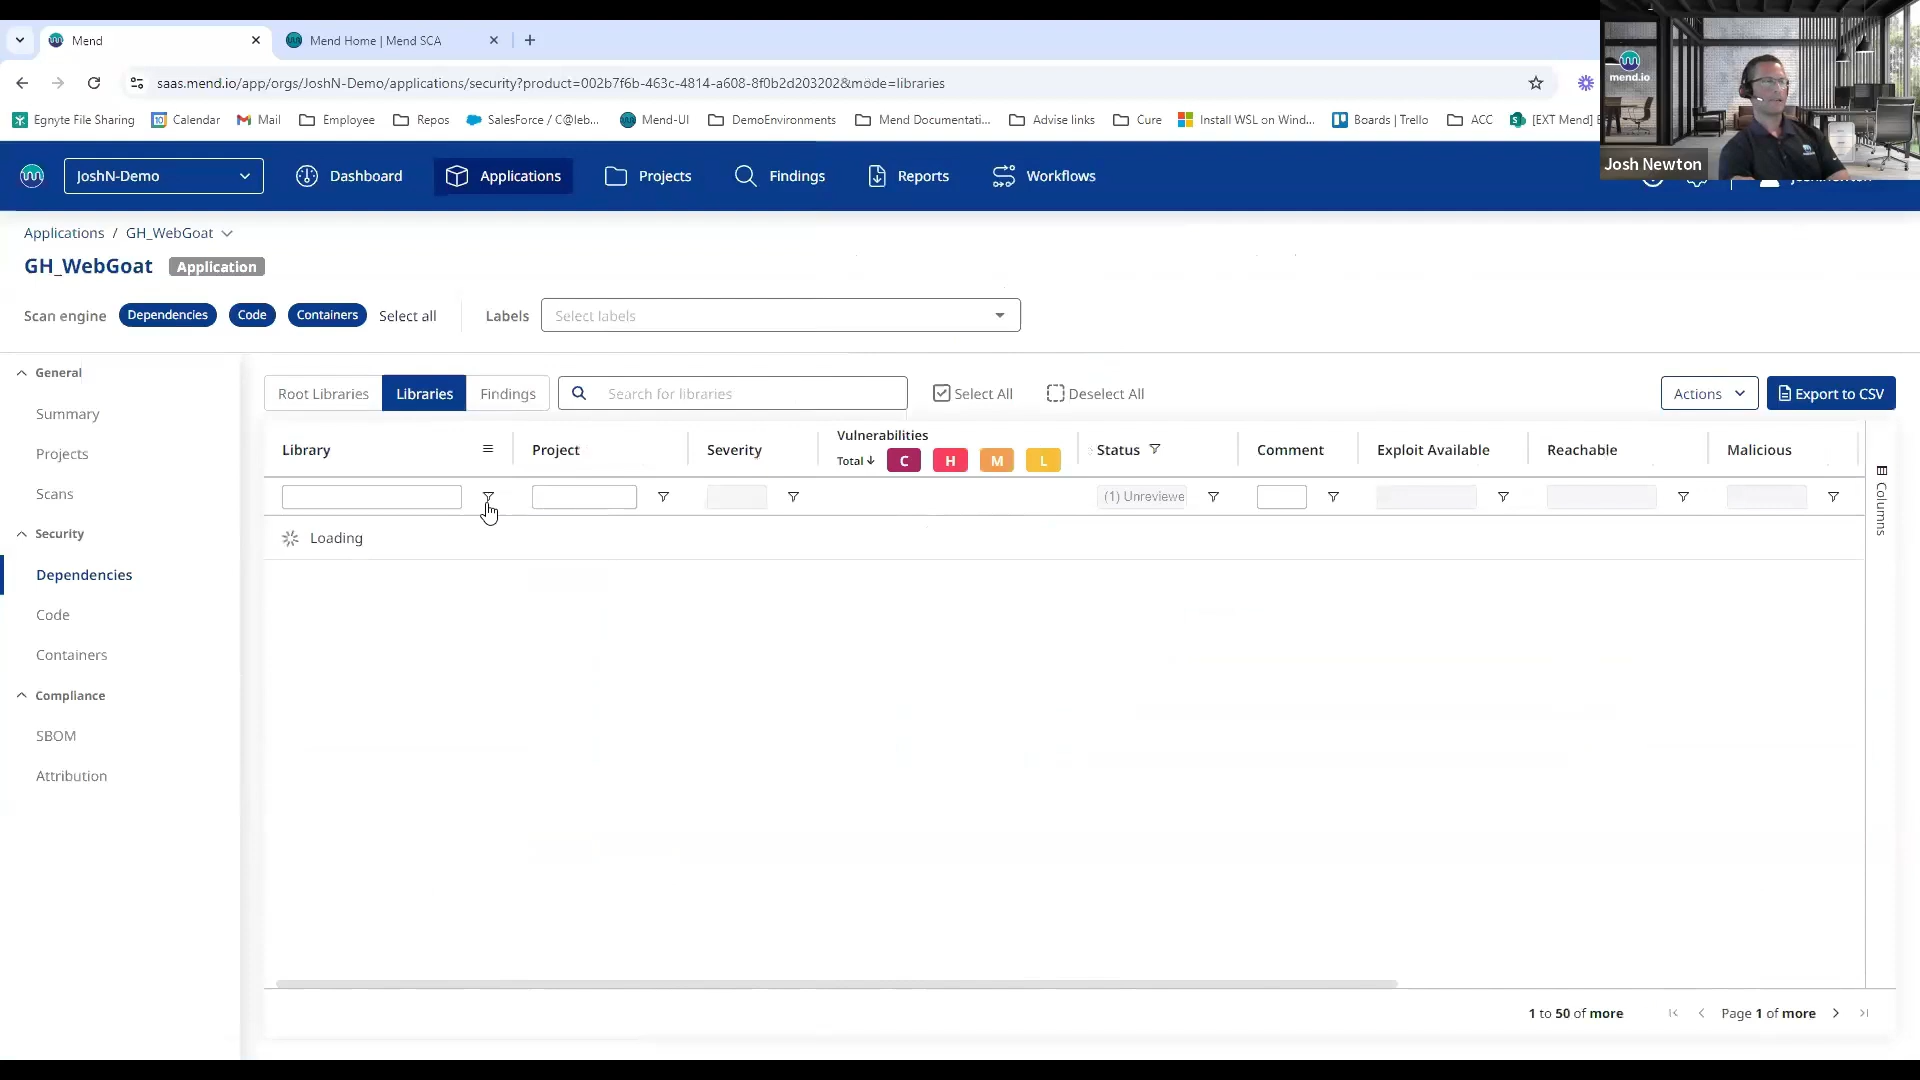 Mend
Mend Home | Mend SCA
saas.mend.io/app/orgs/JoshN-Demo/applications/security?product=002b7f6b-463c-4814-a608-8f0b2d203202&mode=libraries
Egnyte File Sharing
Calendar
Mail
Employee
Repos
SalesForce / C@leb...
Mend-UI
DemoEnvironments
Mend Documentati...
Advise links
Cure
Install WSL on Wind...
Boards | Trello
ACC
[EXT Mend]
mend.io
Josh Newton
JoshN-Demo
Dashboard
Applications
Projects
Findings
Reports
Workflows
Applications / GH_WebGoat
GH_WebGoat Application
Scan engine Dependencies Code Containers Select all Labels Select labels
General
Summary
Projects
Scans
Security
Dependencies
Code
Containers
Compliance
SBOM
Attribution
Root Libraries Libraries Findings Search for libraries Select All Deselect All Actions Export to CSV
Library Project Severity Vulnerabilities Status Comment Exploit Available Reachable Malicious
Total C H M L
(1) Unreviewe
Loading
Columns
1 to 50 of more Page 1 of more